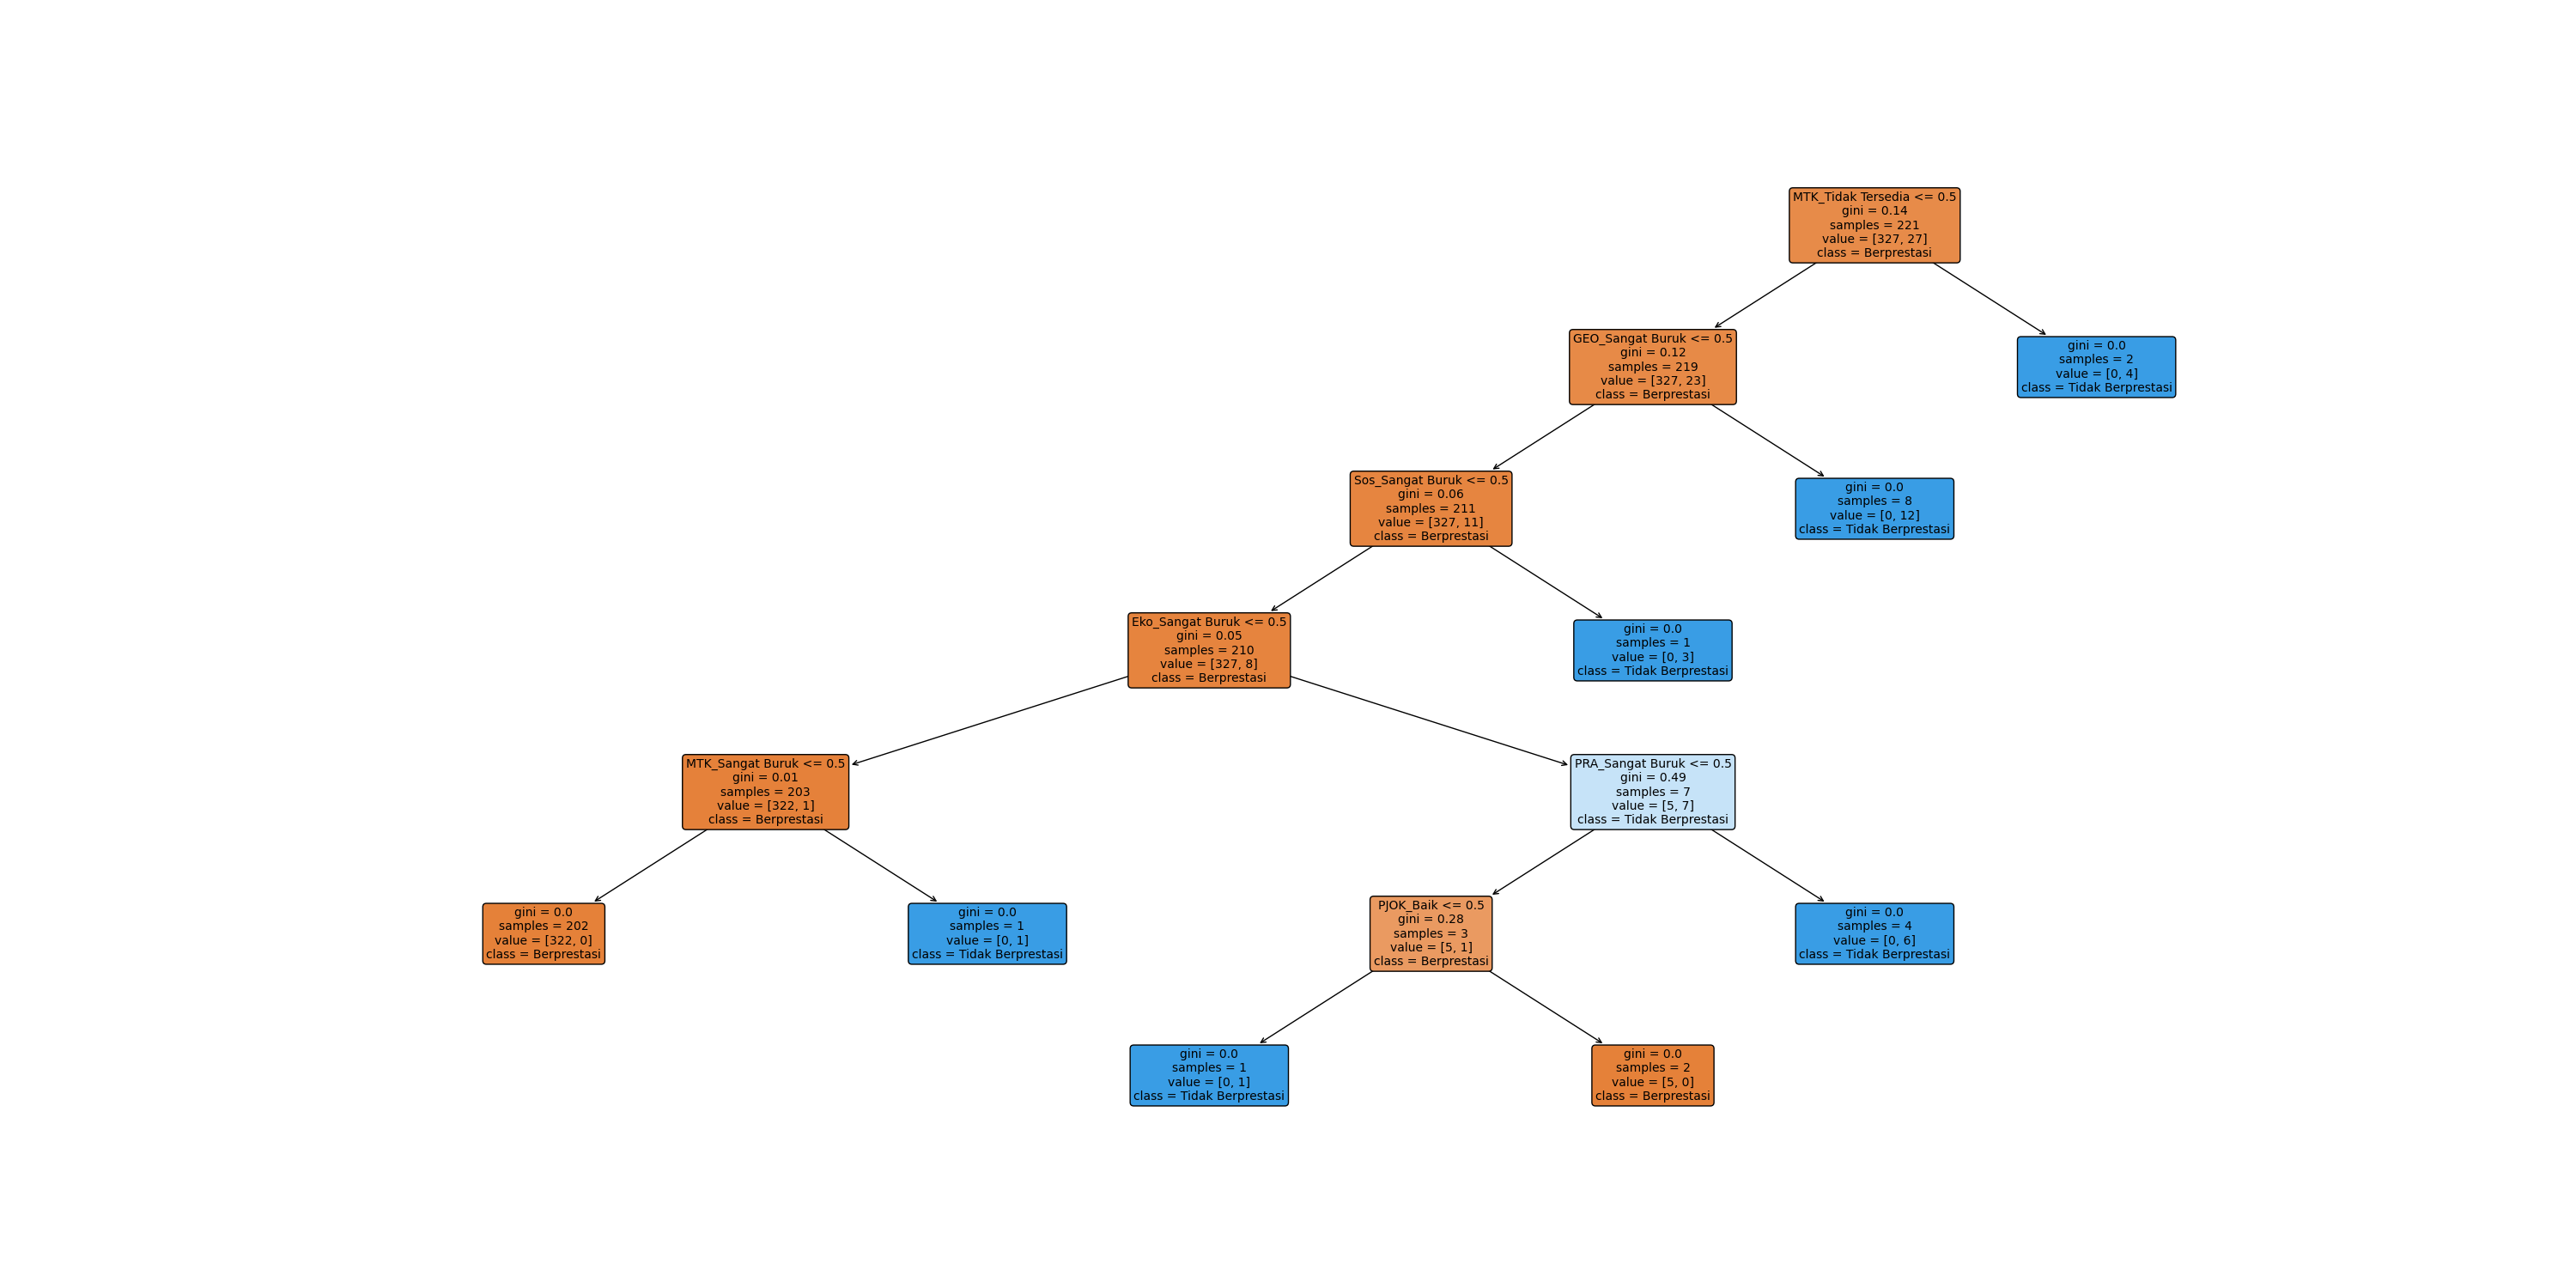 MTK_Tidak Tersedia <= 0.5
gini = 0.14
samples = 221
value = [327, 27]
class = Berprestasi
GEO_Sangat Buruk <= 0.5
gini = 0.12
samples = 219
value = [327, 23]
class = Berprestasi
gini = 0.0
samples = 2
value = [0, 4]
class = Tidak Berprestasi
Sos_Sangat Buruk <= 0.5
gini = 0.06
samples = 211
value = [327, 11]
class = Berprestasi
gini = 0.0
samples = 8
value = [0, 12]
class = Tidak Berprestasi
Eko_Sangat Buruk <= 0.5
gini = 0.05
samples = 210
value = [327, 8]
class = Berprestasi
gini = 0.0
samples = 1
value = [0, 3]
class = Tidak Berprestasi
MTK_Sangat Buruk <= 0.5
gini = 0.01
samples = 203
value = [322, 1]
class = Berprestasi
PRA_Sangat Buruk <= 0.5
gini = 0.49
samples = 7
value = [5, 7]
class = Tidak Berprestasi
gini = 0.0
samples = 202
value = [322, 0]
class = Berprestasi
gini = 0.0
samples = 1
value = [0, 1]
class = Tidak Berprestasi
PJOK_Baik <= 0.5
gini = 0.28
samples = 3
value = [5, 1]
class = Berprestasi
gini = 0.0
samples = 4
value = [0, 6]
class = Tidak Berprestasi
gini = 0.0
samples = 1
value = [0, 1]
class = Tidak Berprestasi
gini = 0.0
samples = 2
value = [5, 0]
class = Berprestasi